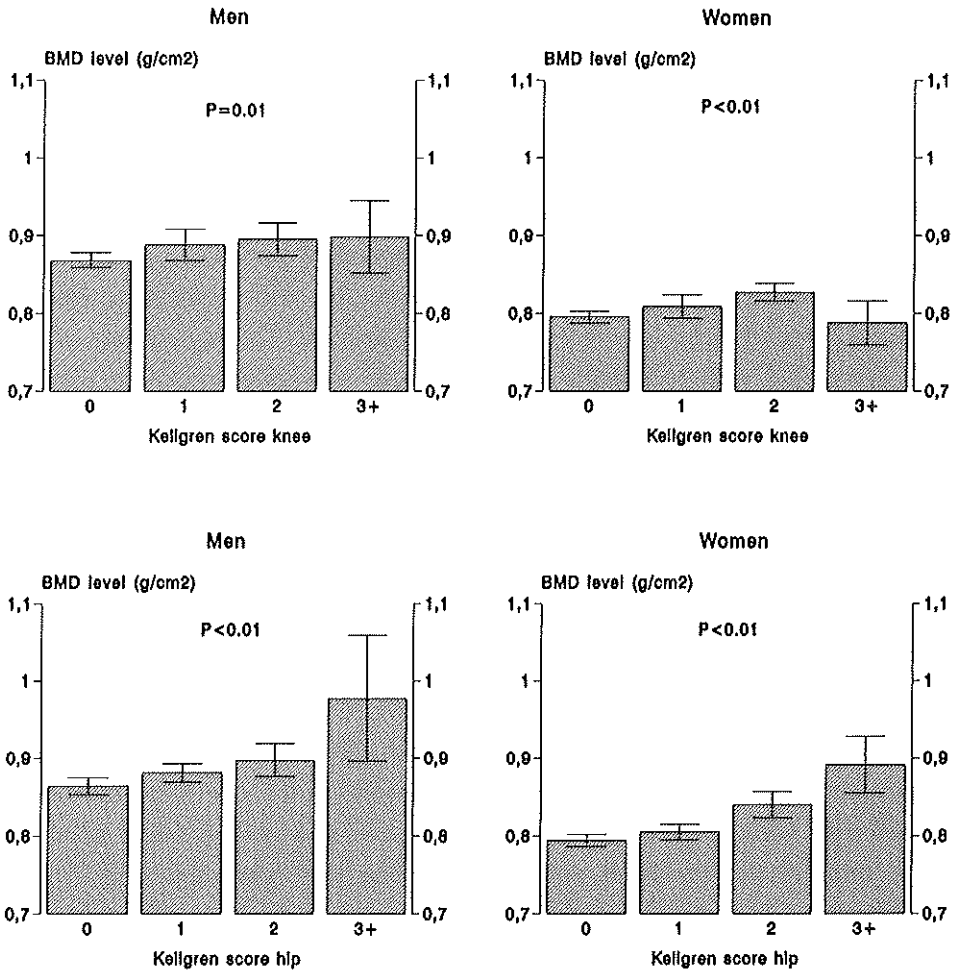 Men
BMD level (g/cm2)
1,1 1,1
P=0.01
1 1
0,9 0,9
0,8 0,8
0,7 0,7
0 1 2 3+
Kellgren score knee
Women
BMD level (g/cm2)
1,1 1,1
P<0.01
1 1
0,9 0,9
0,8 0,8
0,7 0,7
0 1 2 3+
Kellgren score knee
Men
BMD level (g/cm2)
1,1 1,1
P<0.01
1 1
0,9 0,9
0,8 0,8
0,7 0,7
0 1 2 3+
Kellgren score hip
Women
BMD level (g/cm2)
1,1 1,1
P<0.01
1 1
0,9 0,9
0,8 0,8
0,7 0,7
0 1 2 3+
Kellgren score hip